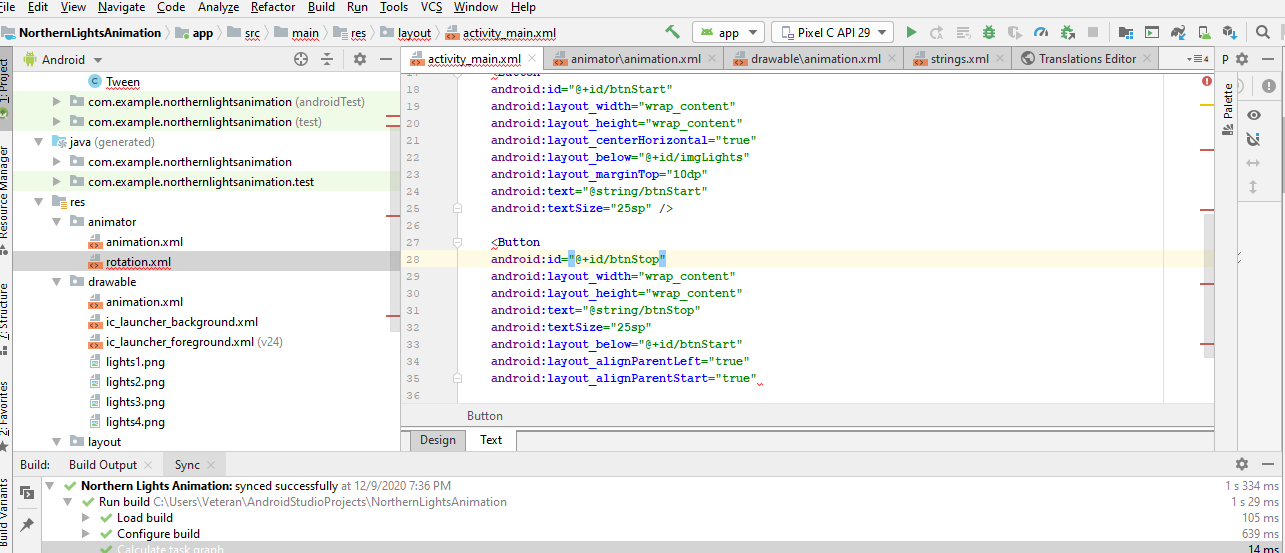 File Edit View Navigate Code Analyze Refactor Build Run Tools VCS Window Help
NorthernLightsAnimation app src main res layout activity_main.xml app Pixel C API 29
Android activity_main.xml animator\animation.xml drawable\animation.xml strings.xml Translations Editor 4 P
1: Project
Resource Manager
Z: Structure
2: Favorites
Build Variants
Tween
com.example.northernlightsanimation (androidTest)
com.example.northernlightsanimation (test)
java (generated)
com.example.northernlightsanimation
com.example.northernlightsanimation.test
res
animator
animation.xml
rotation.xml
drawable
animation.xml
ic_launcher_background.xml
ic_launcher_foreground.xml (v24)
lights1.png
lights2.png
lights3.png
lights4.png
layout
17 <Button
18 android:id="@+id/btnStart"
19 android:layout_width="wrap_content"
20 android:layout_height="wrap_content"
21 android:layout_centerHorizontal="true"
22 android:layout_below="@+id/imgLights"
23 android:layout_marginTop="10dp"
24 android:text="@string/btnStart"
25 android:textSize="25sp" />
26
27 <Button
28 android:id="@+id/btnStop"
29 android:layout_width="wrap_content"
30 android:layout_height="wrap_content"
31 android:text="@string/btnStop"
32 android:textSize="25sp"
33 android:layout_below="@+id/btnStart"
34 android:layout_alignParentLeft="true"
35 android:layout_alignParentStart="true"
36
Palette
Button
Design Text
Build: Build Output Sync
Northern Lights Animation: synced successfully at 12/9/2020 7:36 PM 1 s 334 ms
Run build C:\Users\Veteran\AndroidStudioProjects\NorthernLightsAnimation 1 s 29 ms
Load build 105 ms
Configure build 639 ms
Calculate task graph 14 ms